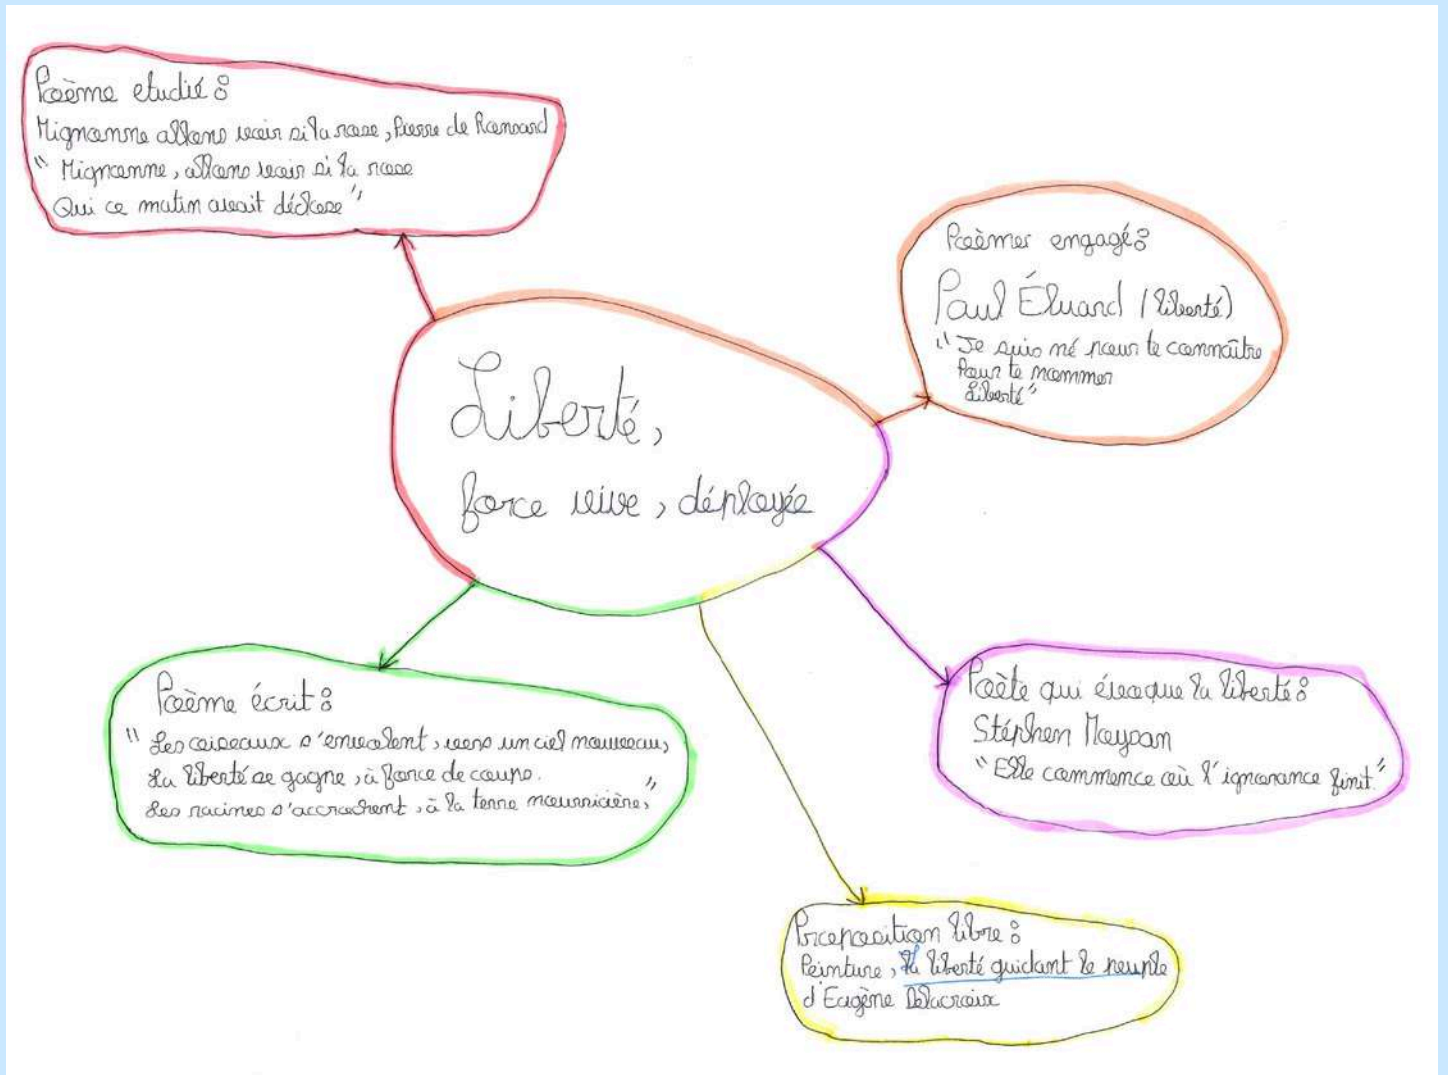 Poème etudié :
Mignonne allons voir si la rose, Pierre de Ronsard
" Mignonne, allons voir si la rose
Qui ce matin avait déclose "
Poèmes engagé :
Paul Éluard (liberté)
" Je suis né pour te connaître
Pour te nommer
Liberté "
Liberté,
force vive, déployée
Poème écrit :
" Les oiseaux s'envolent, vers un ciel nouveau,
La liberté se gagne, à force de coups.
Les racines s'accrochent, à la terre nourricière, "
Poète qui évoque la liberté :
Stéphen Moysan
" Elle commence où l'ignorance finit. "
Proposition libre :
Peinture, la liberté guidant le peuple
d'Eugène Delacroix